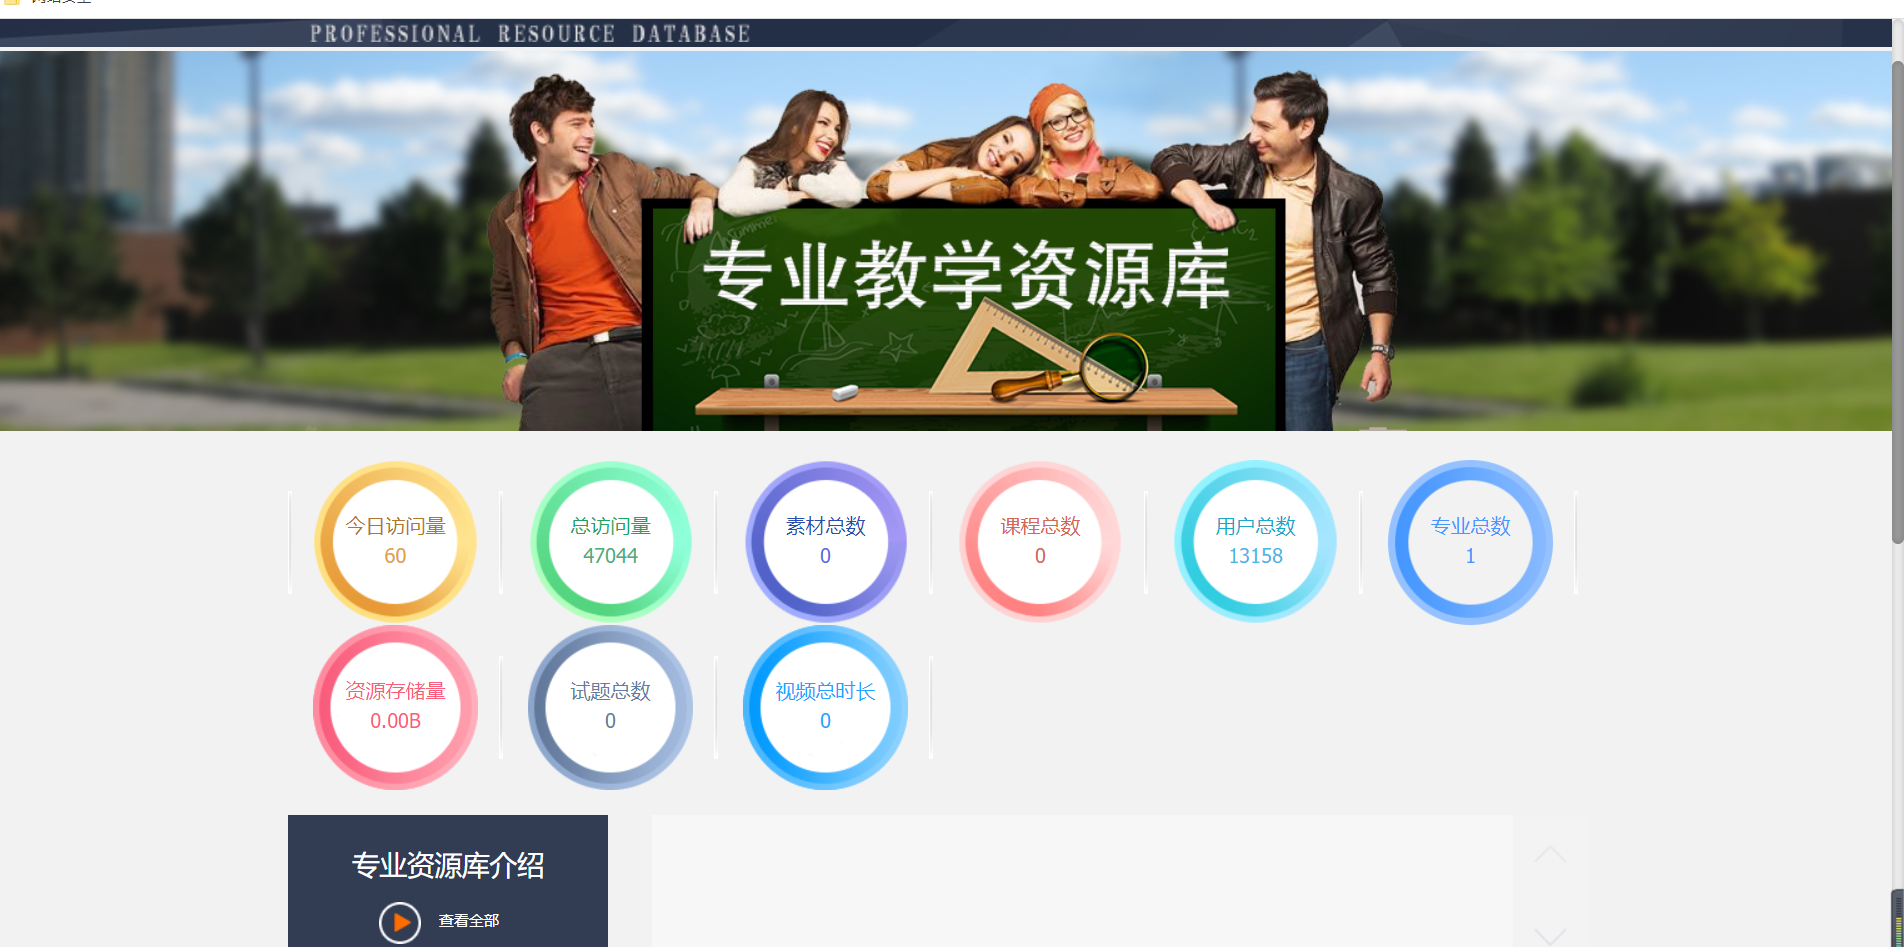 PROFESSIONAL RESOURCE DATABASE
Summer
专业教学资源库
今日访问量
60
总访问量
47044
素材总数
0
课程总数
0
用户总数
13158
专业总数
1
资源存储量
0.00B
试题总数
0
视频总时长
0
专业资源库介绍
查看全部